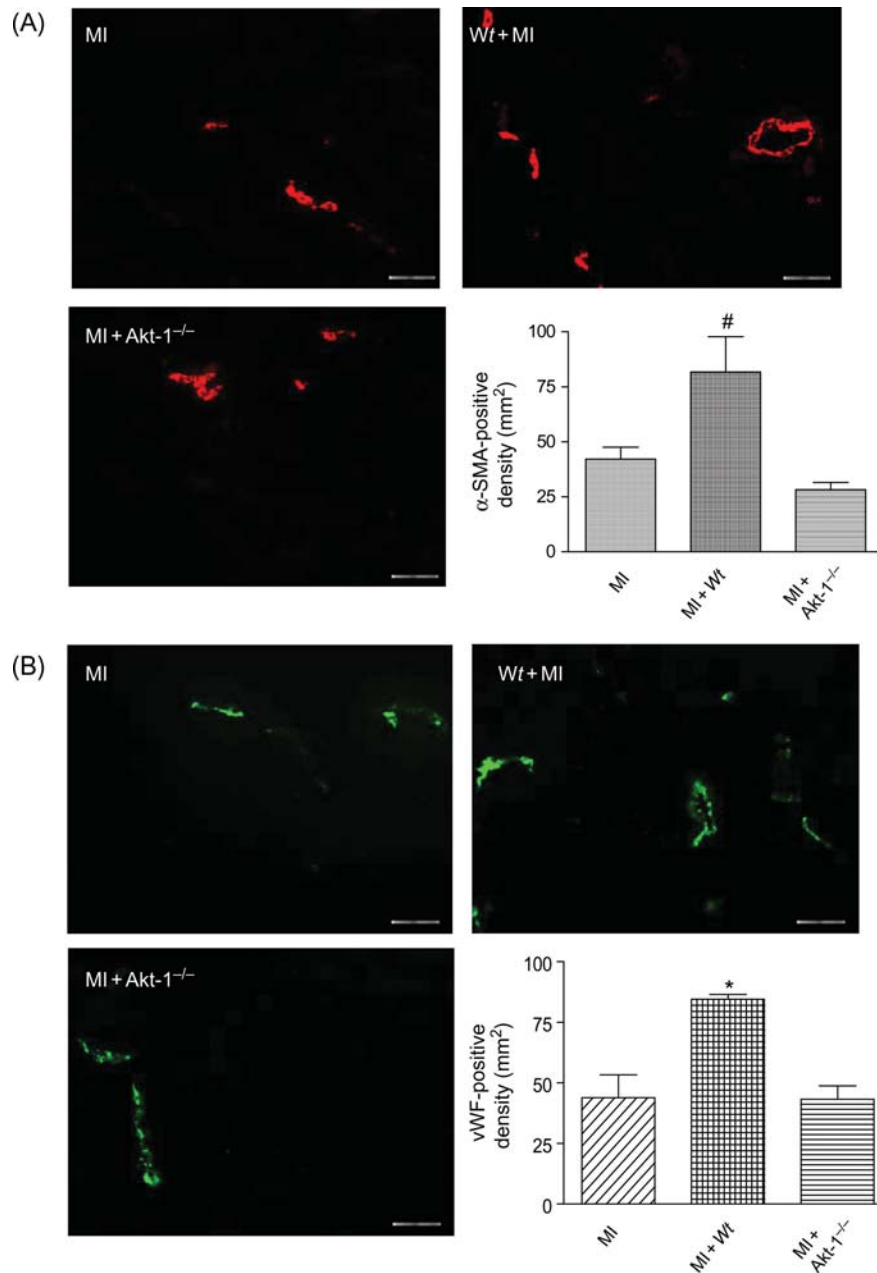 (A)
MI
Wt + MI
MI + Akt-1⁻/⁻
100
75
50
25
0
α-SMA-positive
density (mm²)
#
MI
MI + Wt
MI +
Akt-1⁻/⁻
(B)
MI
Wt + MI
MI + Akt-1⁻/⁻
100
75
50
25
0
vWF-positive
density (mm²)
*
MI
MI + Wt
MI +
Akt-1⁻/⁻